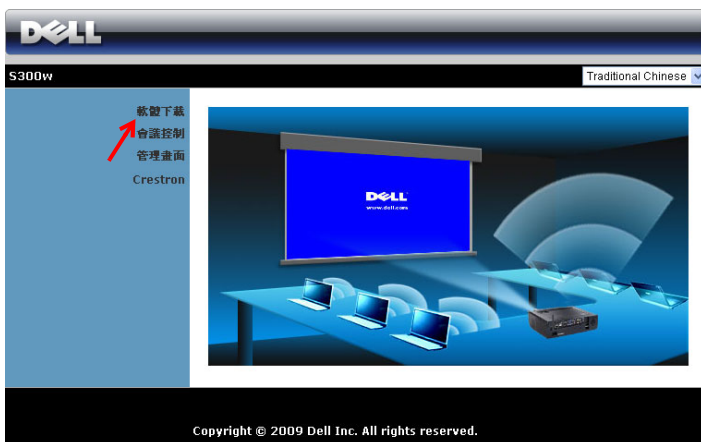 DELL
S300w
Traditional Chinese
軟體下載
會議控制
管理畫面
Crestron
DELL
www.dell.com
Copyright © 2009 Dell Inc. All rights reserved.